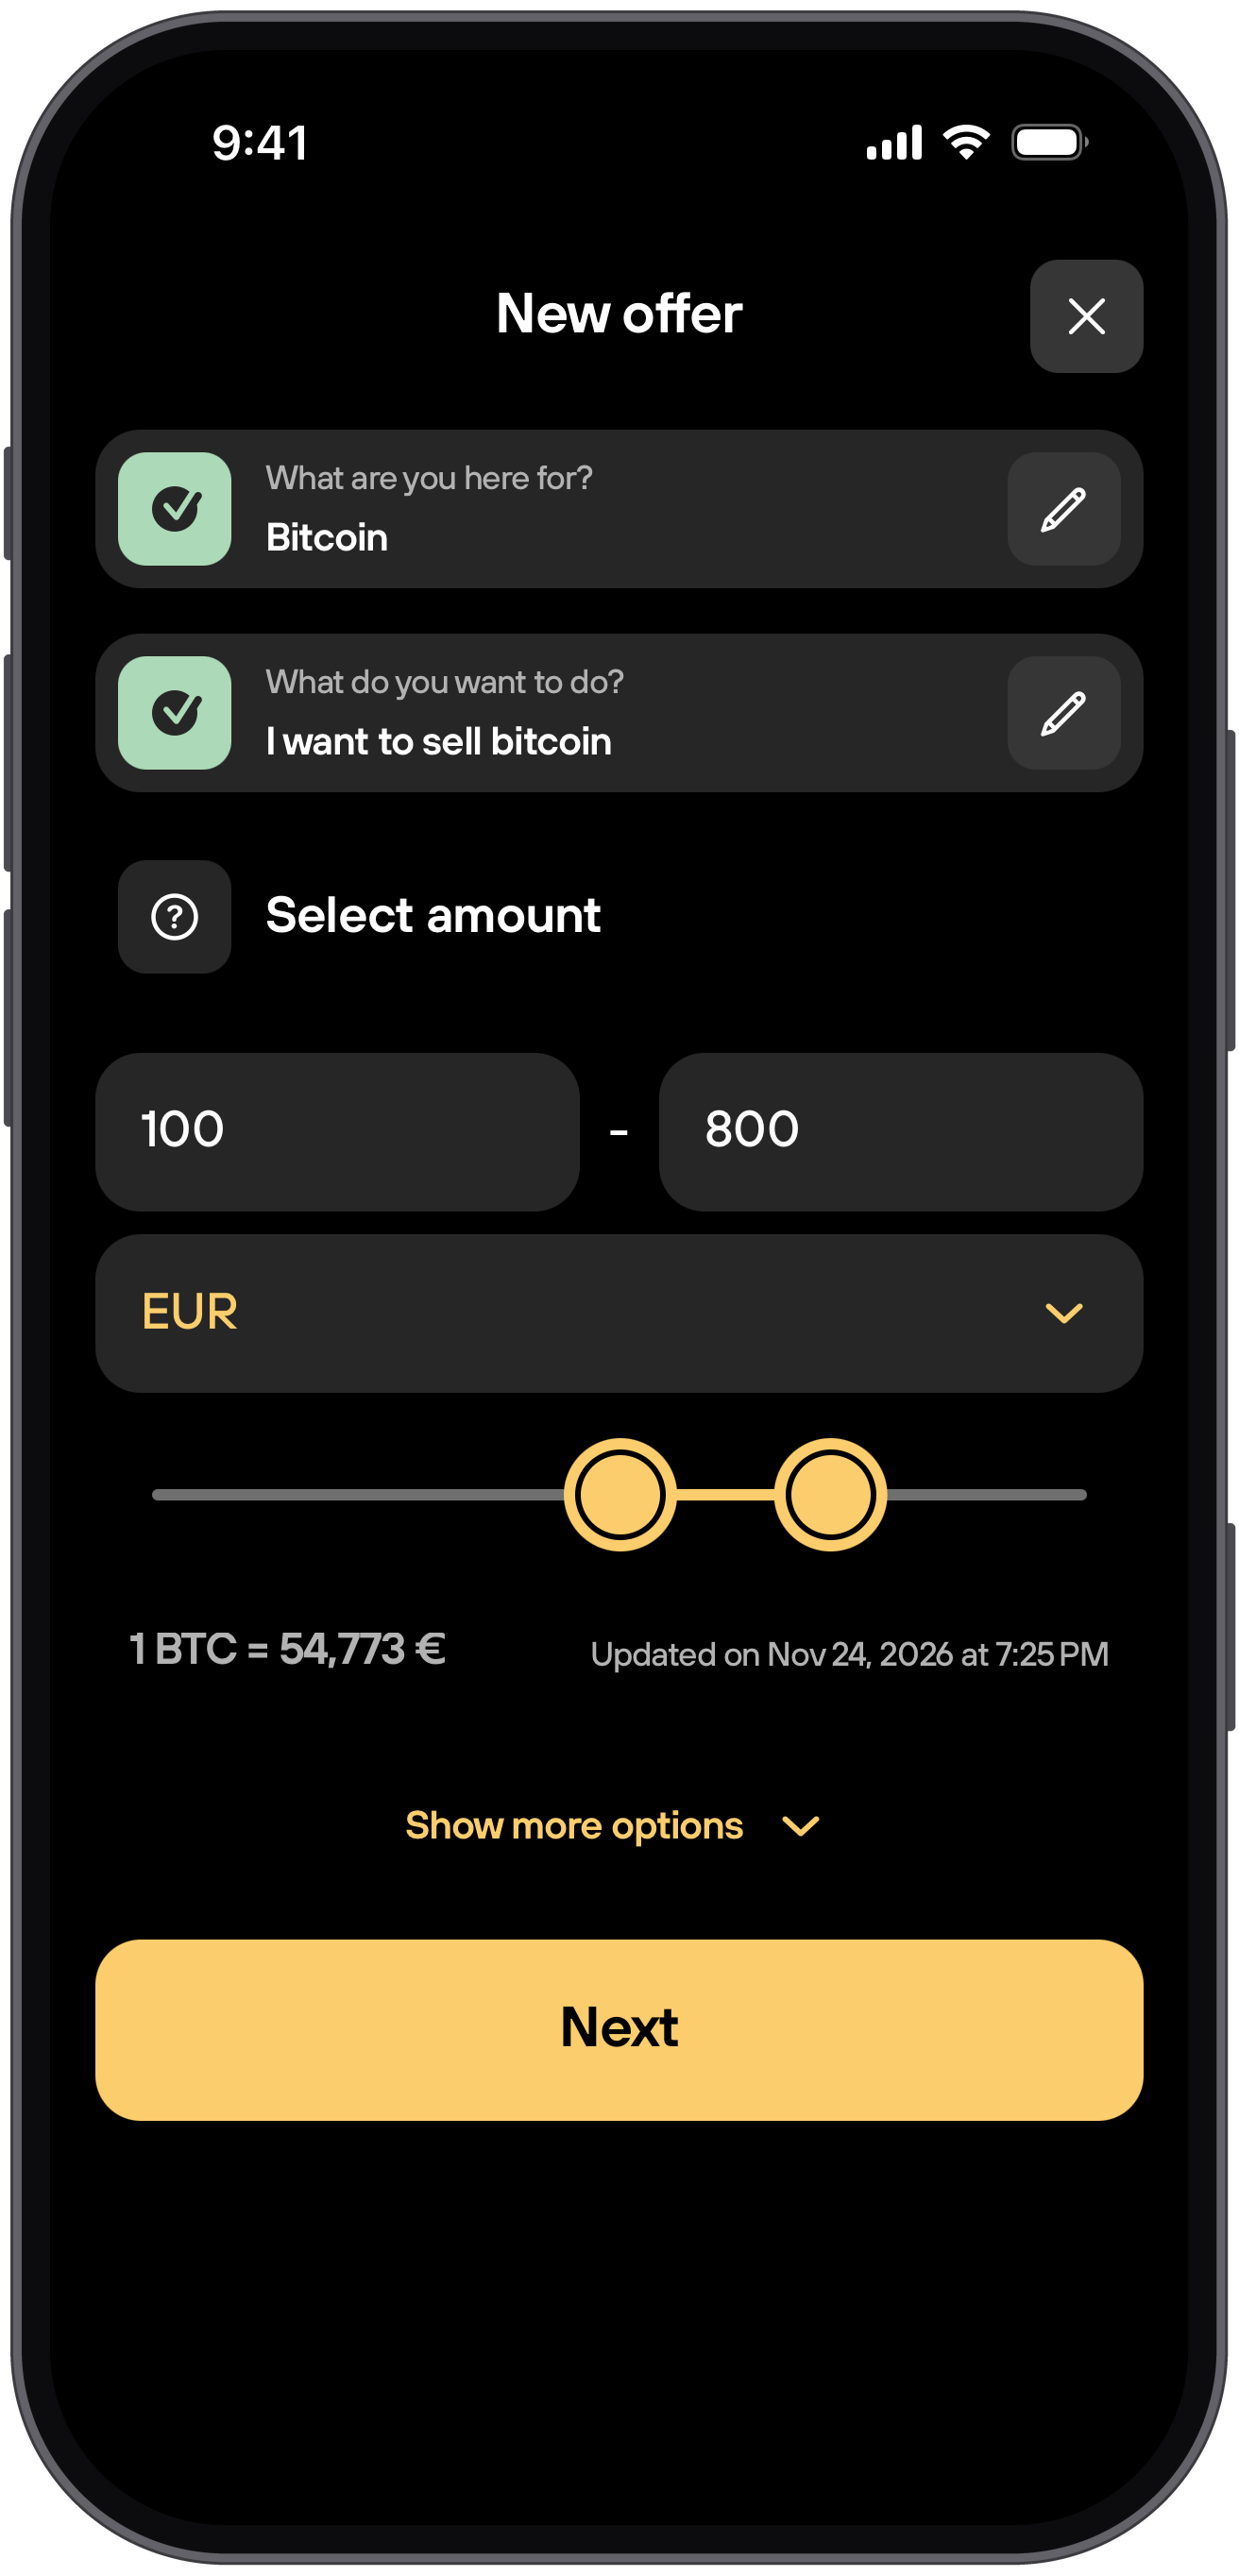 9:41
New offer
What are you here for?
Bitcoin
What do you want to do?
I want to sell bitcoin
Select amount
100 - 800
EUR
1 BTC = 54,773 € Updated on Nov 24, 2026 at 7:25 PM
Show more options
Next